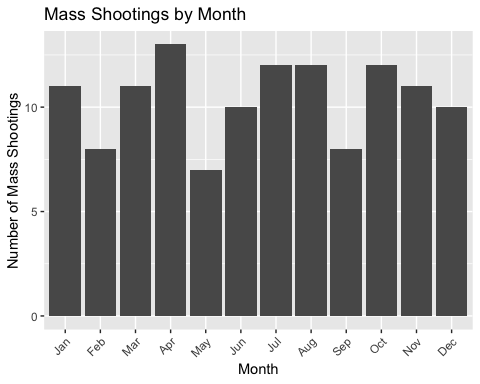 Mass Shootings by Month
Number of Mass Shootings
10
5
0
Jan
Feb
Mar
Apr
May
Jun
Jul
Aug
Sep
Oct
Nov
Dec
Month